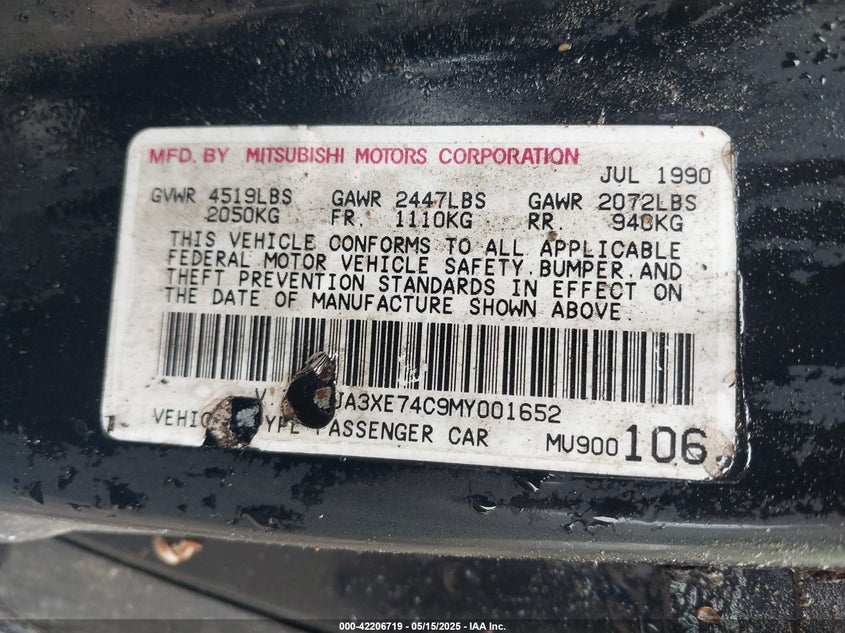 MFD. BY MITSUBISHI MOTORS CORPORATION
JUL 1990
GVWR 4519LBS GAWR 2447LBS GAWR 2072LBS
2050KG FR. 1110KG RR. 940KG
THIS VEHICLE CONFORMS TO ALL APPLICABLE
FEDERAL MOTOR VEHICLE SAFETY, BUMPER, AND
THEFT PREVENTION STANDARDS IN EFFECT ON
THE DATE OF MANUFACTURE SHOWN ABOVE.
JA3XE74C9MY001652
PASSENGER CAR MU900106
000-42206719 - 05/15/2025 - IAA Inc.